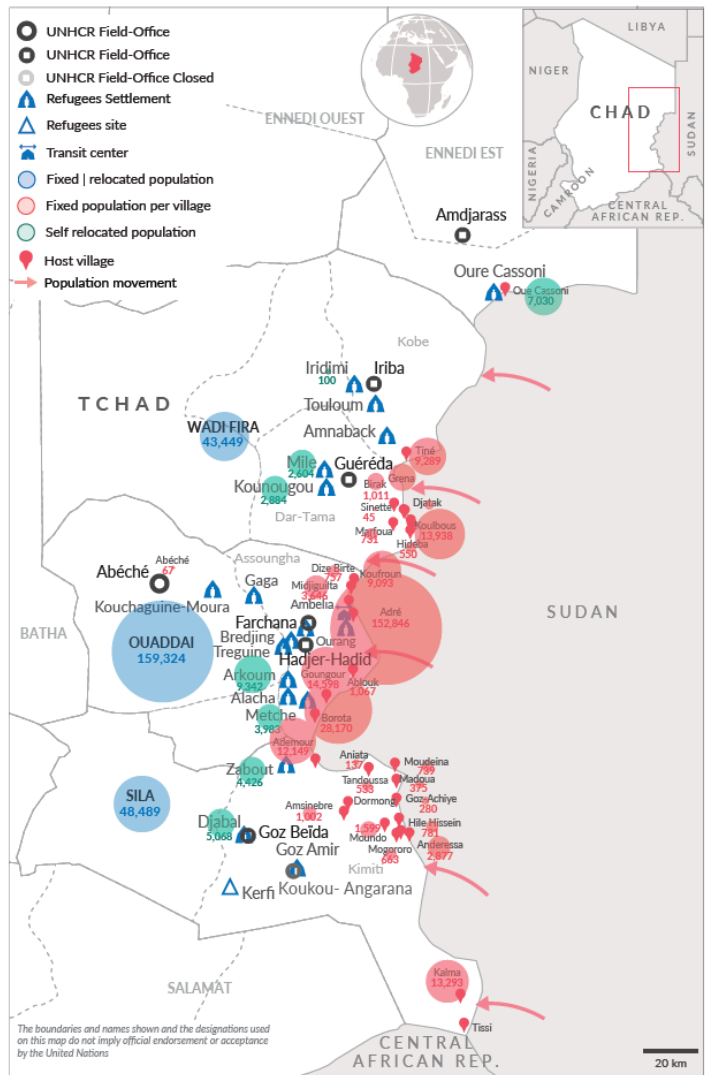 UNHCR Field-Office
UNHCR Field-Office
UNHCR Field-Office Closed
Refugees Settlement
Refugees site
Transit center
Fixed | relocated population
Fixed population per village
Self relocated population
Host village
Population movement
LIBYA
NIGER
CHAD
SUDAN
NIGERIA
CAMROON
CENTRAL
AFRICAN REP.
ENNEDI OUEST
ENNEDI EST
Amdjarass
Oure Cassoni
Oue Cassoni
7,030
Kobe
Iridimi
100
Iriba
TCHAD
Touloum
WADI FIRA
43,449
Amnaback
Tiné
9,289
Mile
2,604
Guéréda
Kounougou
2,884
Birak
1,011
Grena
Sinette
45
Djatak
Dar-Tama
Marfoua
731
Koulbous
13,938
Hideba
550
Assoungha
Abéché
67
Abéché
Dize Birte
757
Koufroun
9,093
Gaga
Midjiguilta
3,646
Kouchaguine-Moura
Ambelia
Adré
152,846
BATHA
OUADDAI
159,324
Farchana
Bredjing
Treguine
Ourang
Hadjer-Hadid
SUDAN
Arkoum
9,342
Goungour
14,598
Ablouk
1,067
Alacha
Metche
3,983
Borota
28,170
Ademour
12,149
Zabout
4,426
Aniata
137
Moudeina
789
Tandoussa
533
Madoua
375
SILA
48,489
Amsinebre
1,002
Dormong
Goz-Achiye
280
Djabal
5,068
Goz Beïda
1,599
Moundo
Hile Hissein
781
Goz Amir
Mogororo
663
Anderessa
2,877
Kimiti
Kerfi
Koukou- Angarana
Kalma
13,293
SALAMAT
Tissi
The boundaries and names shown and the designations used
on this map do not imply official endorsement or acceptance
by the United Nations
CENTRAL
AFRICAN REP.
20 km